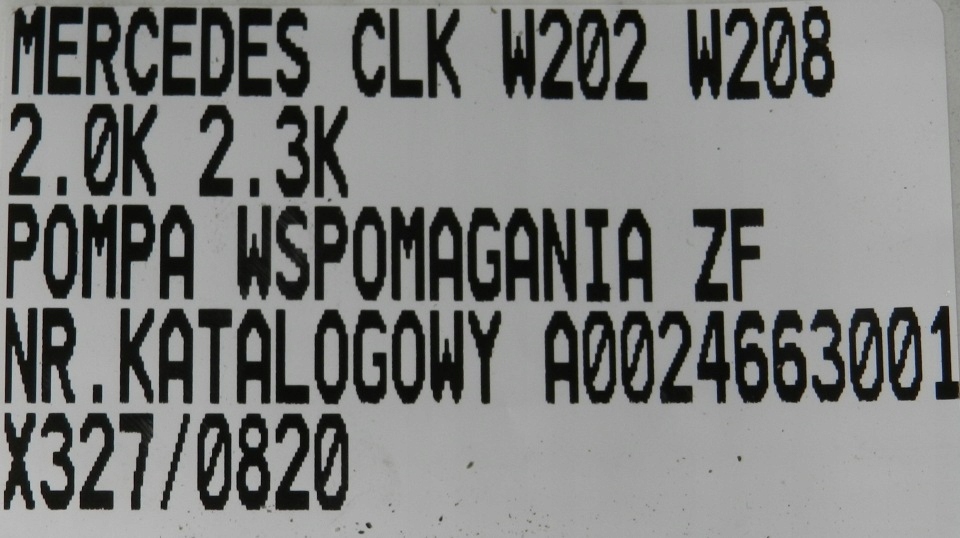 MERCEDES CLK W202 W208
2.0K 2.3K
POMPA WSPOMAGANIA ZF
NR.KATALOGOWY A0024663001
X327/0820